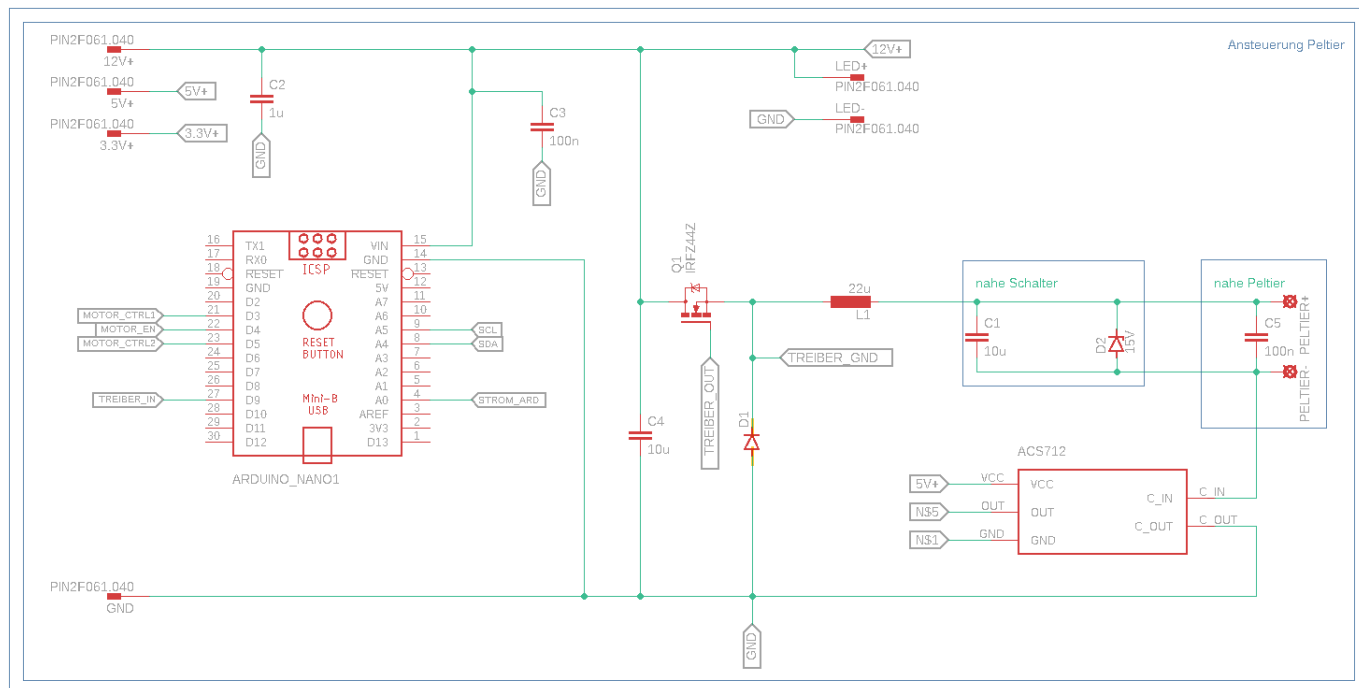 Ansteuerung Peltier
PIN2F061.040
12V+
PIN2F061.040
5V+
5V+
PIN2F061.040
3.3V+
3.3V+
C2
1u
GND
C3
100n
GND
12V+
LED+
PIN2F061.040
LED-
GND
PIN2F061.040
16 TX1 VIN 15
17 RX0 GND 14
18 RESET ICSP RESET 13
19 GND 5V 12
20 D2 A7 11
MOTOR_CTRL1 21 D3 A6 10
MOTOR_EN 22 D4 A5 9 SCL
MOTOR_CTRL2 23 D5 A4 8 SDA
RESET
BUTTON
24 D6 A3 7
25 D7 A2 6
26 D8 A1 5
TREIBER_IN 27 D9 A0 4 STROM_ARD
Mini-B
USB
28 D10 AREF 3
29 D11 3V3 2
30 D12 D13 1
ARDUINO_NANO1
Q1
IRFZ44Z
TREIBER_OUT
C4
10u
D1
TREIBER_GND
22u
L1
nahe Schalter
C1
10u
D2
15V
nahe Peltier
C5
100n
PELTIER+
PELTIER-
ACS712
5V+ VCC VCC
C_IN C_IN
N$5 OUT OUT
C_OUT C_OUT
N$1 GND GND
PIN2F061.040
GND
GND